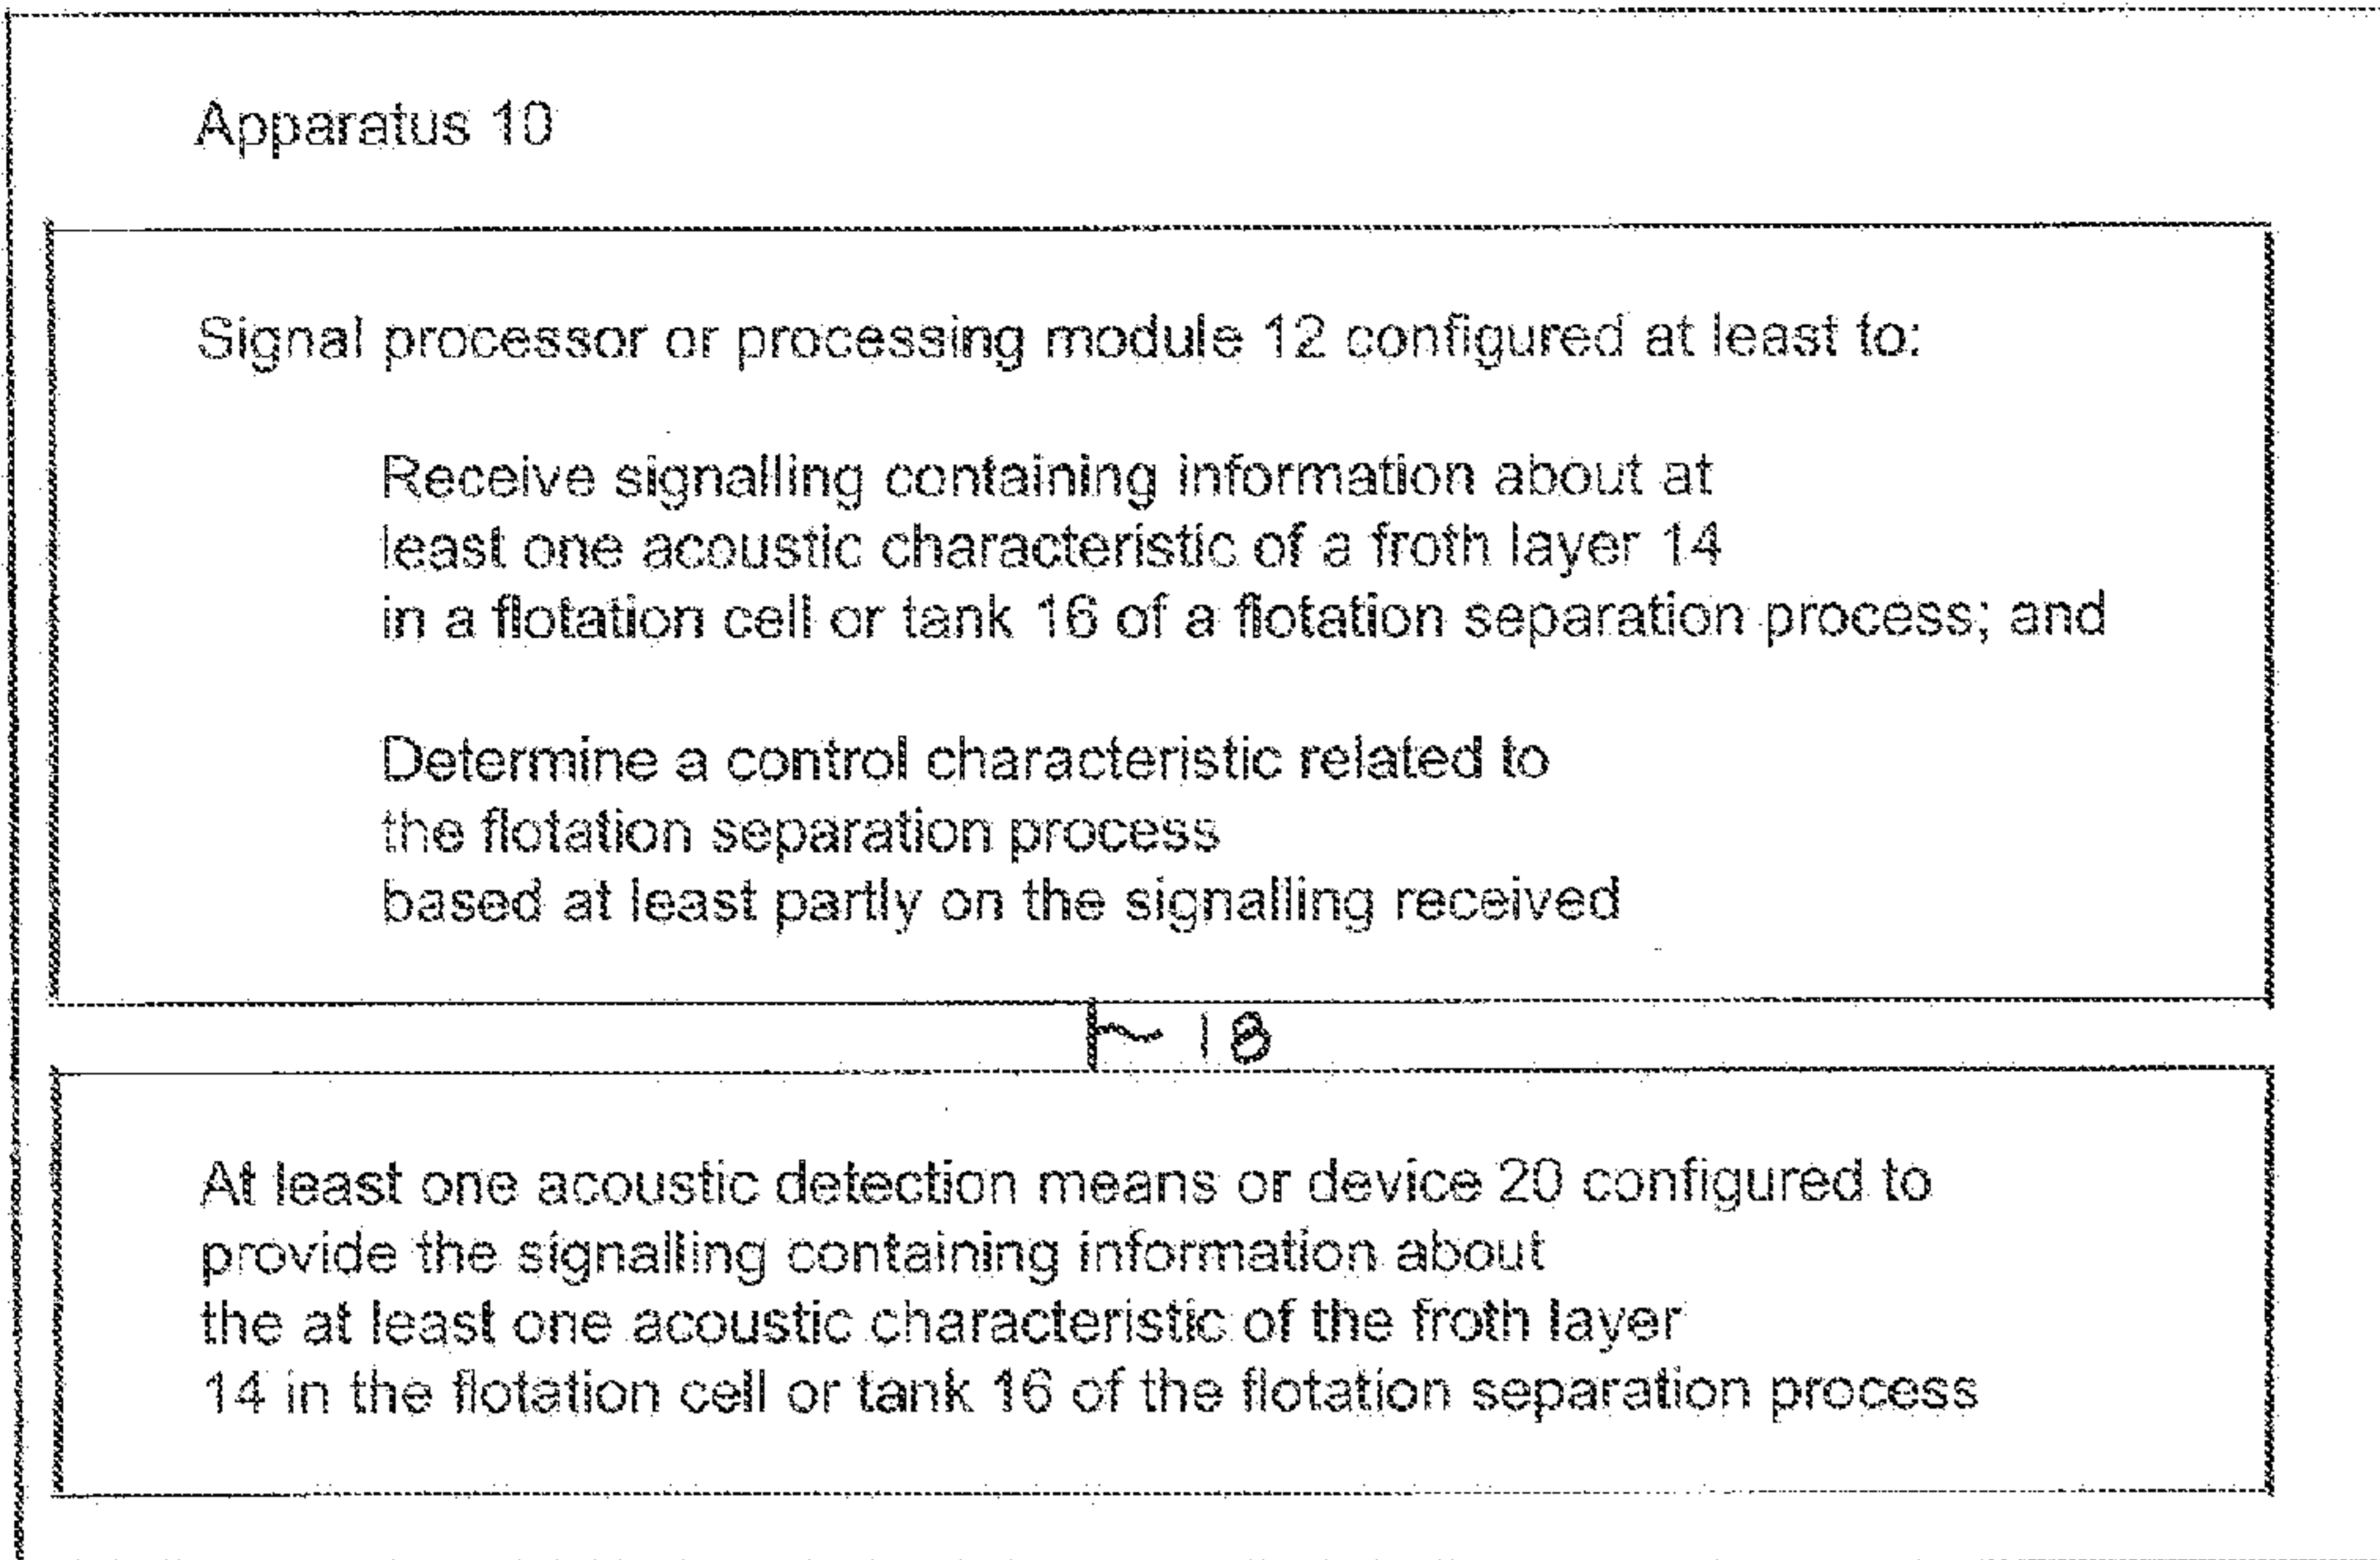 Apparatus 10
Signal processor or processing module 12 configured at least to:
Receive signalling containing information about at
least one acoustic characteristic of a froth layer 14
in a flotation cell or tank 16 of a flotation separation process; and
Determine a control characteristic related to
the flotation separation process
based at least partly on the signalling received
18
At least one acoustic detection means or device 20 configured to
provide the signalling containing information about
the at least one acoustic characteristic of the froth layer
14 in the flotation cell or tank 16 of the flotation separation process